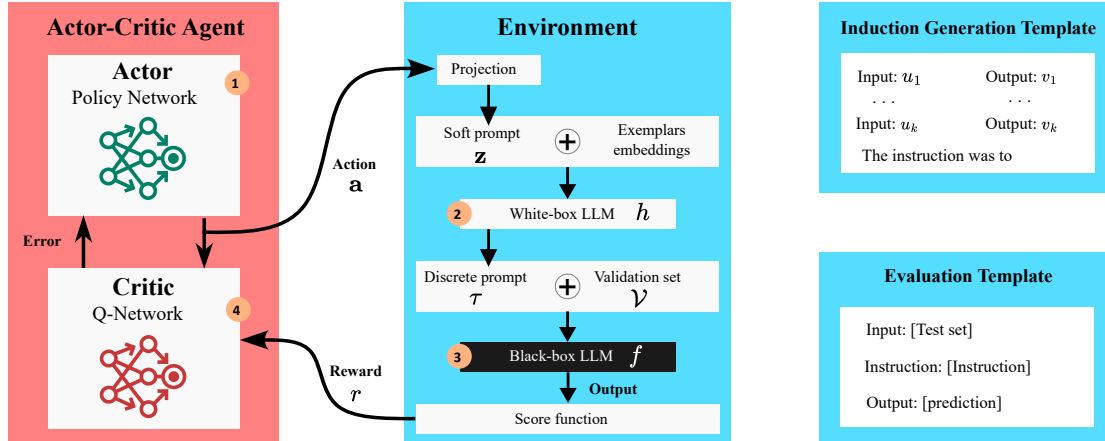 Actor-Critic Agent
Actor
Policy Network
1
Error
Critic
Q-Network
4
Action
a
Reward
r
Environment
Projection
Soft prompt
z
+
Exemplars
embeddings
2
White-box LLM h
Discrete prompt
τ
+
Validation set
𝒱
3
Black-box LLM f
Output
Score function
Induction Generation Template
Input: u₁ Output: v₁
. . . . . .
Input: uₖ Output: vₖ
The instruction was to
Evaluation Template
Input: [Test set]
Instruction: [Instruction]
Output: [prediction]